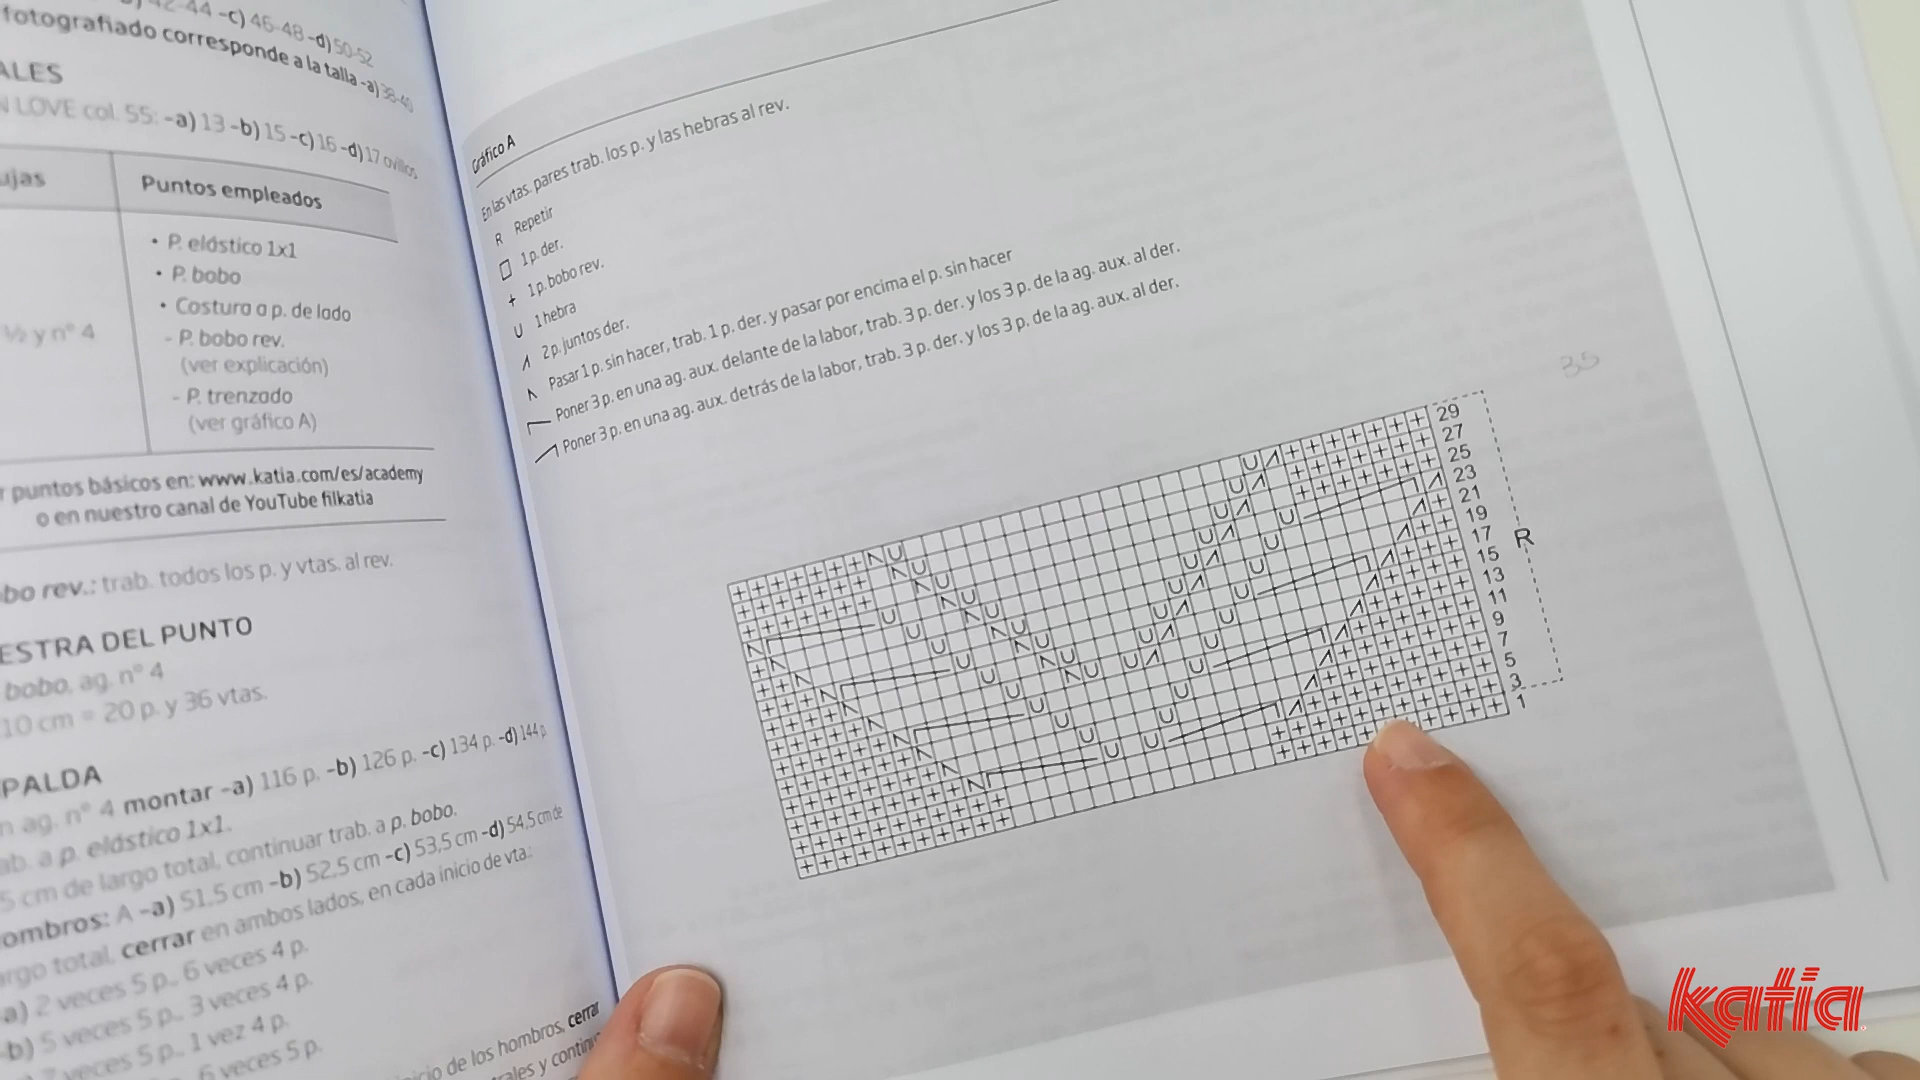 42-44 -c) 46-48 -d) 50-52
fotografiado corresponde a la talla -a) 38-40
ALES
N LOVE col. 55: -a) 13 -b) 15 -c) 16 -d) 17 ovillos
ujas
Puntos empleados
½ y nº 4
• P. elástico 1x1
• P. bobo
• Costura a p. de lado
- P. bobo rev.
(ver explicación)
- P. trenzado
(ver gráfico A)
r puntos básicos en: www.katia.com/es/academy
o en nuestro canal de YouTube filkatia
bo rev.: trab. todos los p. y vtas. al rev.
ESTRA DEL PUNTO
bobo, ag. nº 4
10 cm = 20 p. y 36 vtas.
PALDA
n ag. nº 4 montar -a) 116 p. -b) 126 p. -c) 134 p. -d) 144 p.
ab. a p. elástico 1x1.
5 cm de largo total, continuar trab. a p. bobo.
ombros: A -a) 51,5 cm -b) 52,5 cm -c) 53,5 cm -d) 54,5 cm de
argo total, cerrar en ambos lados, en cada inicio de vta.:
-a) 2 veces 5 p., 6 veces 4 p.
-b) 5 veces 5 p., 3 veces 4 p.
7 veces 5 p., 1 vez 4 p.
6 veces 5 p.
inicio de los hombros, cerrar
trales y contin
Gráfico A
En las vtas. pares trab. los p. y las hebras al rev.
R Repetir
1 p. der.
+ 1 p. bobo rev.
U 1 hebra
2 p. juntos der.
Pasar 1 p. sin hacer, trab. 1 p. der. y pasar por encima el p. sin hacer
Poner 3 p. en una ag. aux. delante de la labor, trab. 3 p. der. y los 3 p. de la ag. aux. al der.
Poner 3 p. en una ag. aux. detrás de la labor, trab. 3 p. der. y los 3 p. de la ag. aux. al der.
35
29
27
25
23
21
19
17
15
13
11
9
7
5
3
1
R
katia